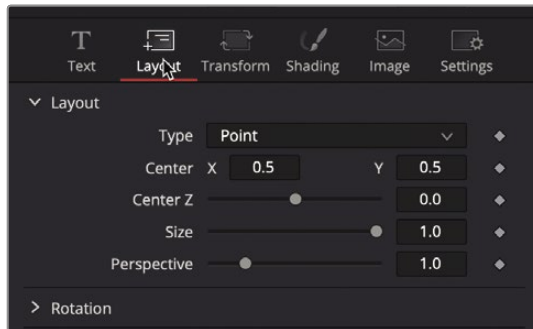 Text Layout Transform Shading Image Settings
Layout
Type Point
Center X 0.5 Y 0.5
Center Z 0.0
Size 1.0
Perspective 1.0
Rotation